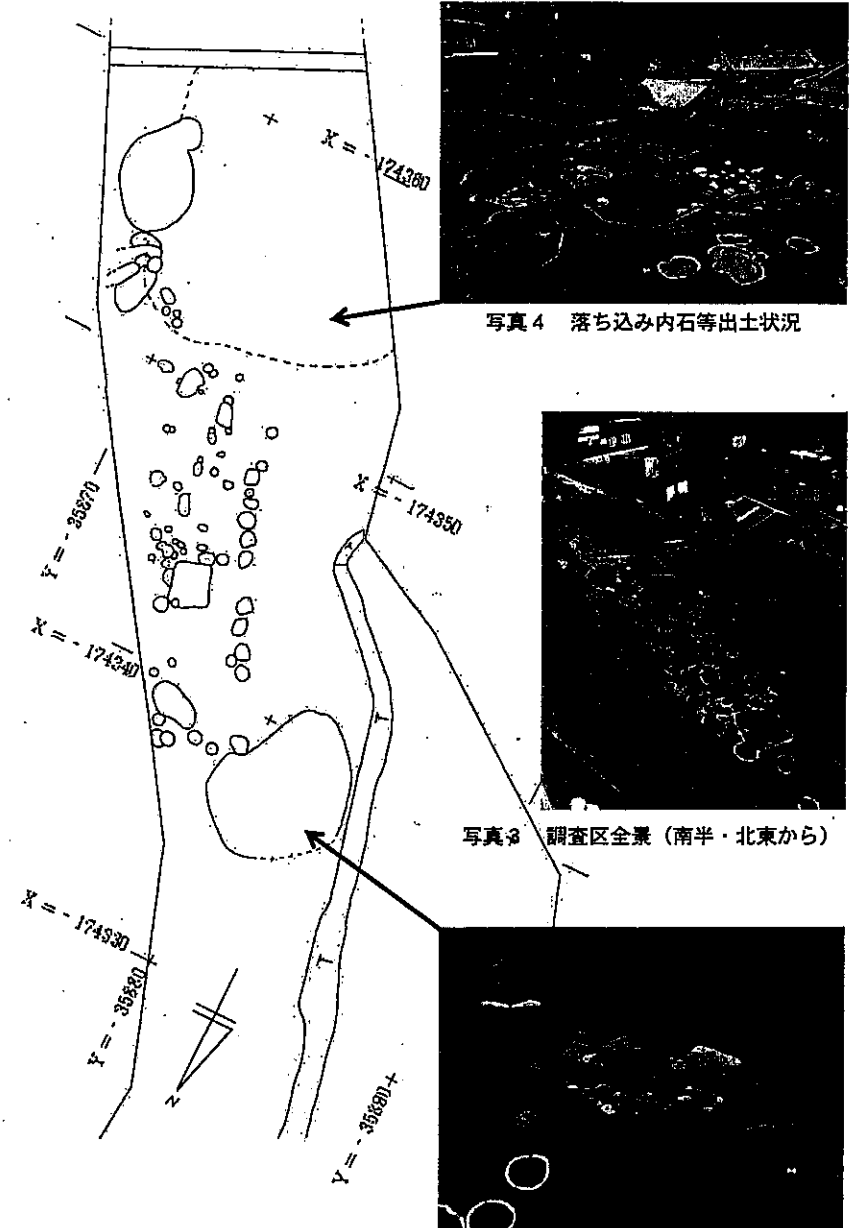 X = - 174360
写真4 落ち込み内石等出土状況
Y = - 35870
X = - 174350
X = - 174340
写真3 調査区全景（南半・北東から）
T
X = - 174330
Y = - 35880
T
N
Y = - 35890